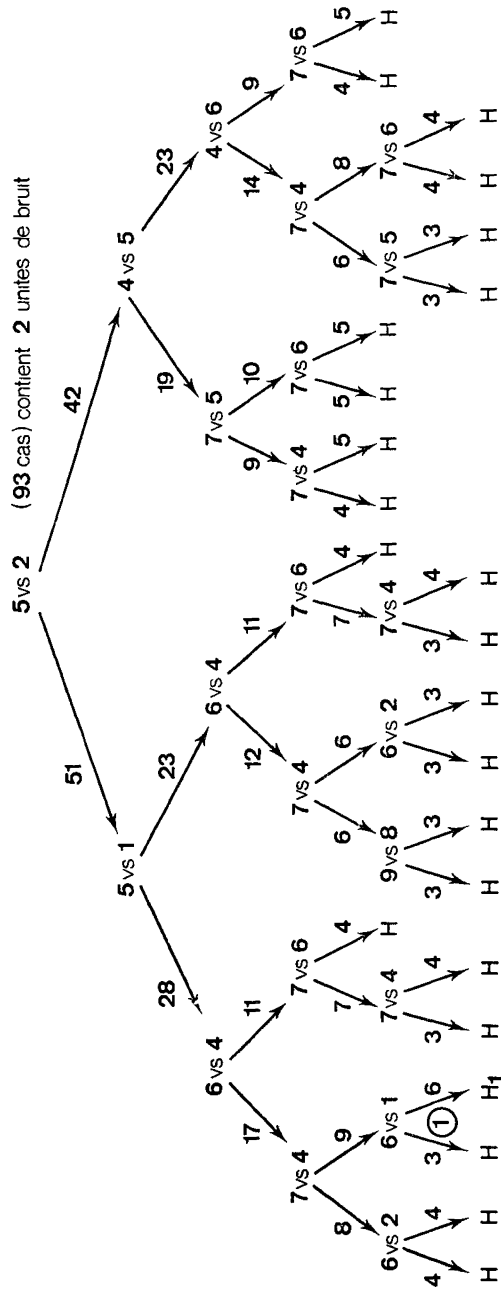 5 vs 2 (93 cas) contient 2 unites de bruit
51 42
5 vs 1 4 vs 5
28 23 19 23
6 vs 4 6 vs 4 7 vs 5 4 vs 6
17 11 12 11 9 10 14 9
7 vs 4 7 vs 6 7 vs 4 7 vs 6 7 vs 4 7 vs 6 7 vs 4 7 vs 6
8 9 7 4 6 6 7 4 4 5 5 5 6 8 4 5
6 vs 2 6 vs 1 7 vs 4 H 9 vs 8 6 vs 2 7 vs 4 H H H H H 7 vs 5 7 vs 6 H H
4 4 3 1 6 3 4 3 3 3 3 3 4 3 3 4 4
H H H H1 H H H H H H H H H H H H